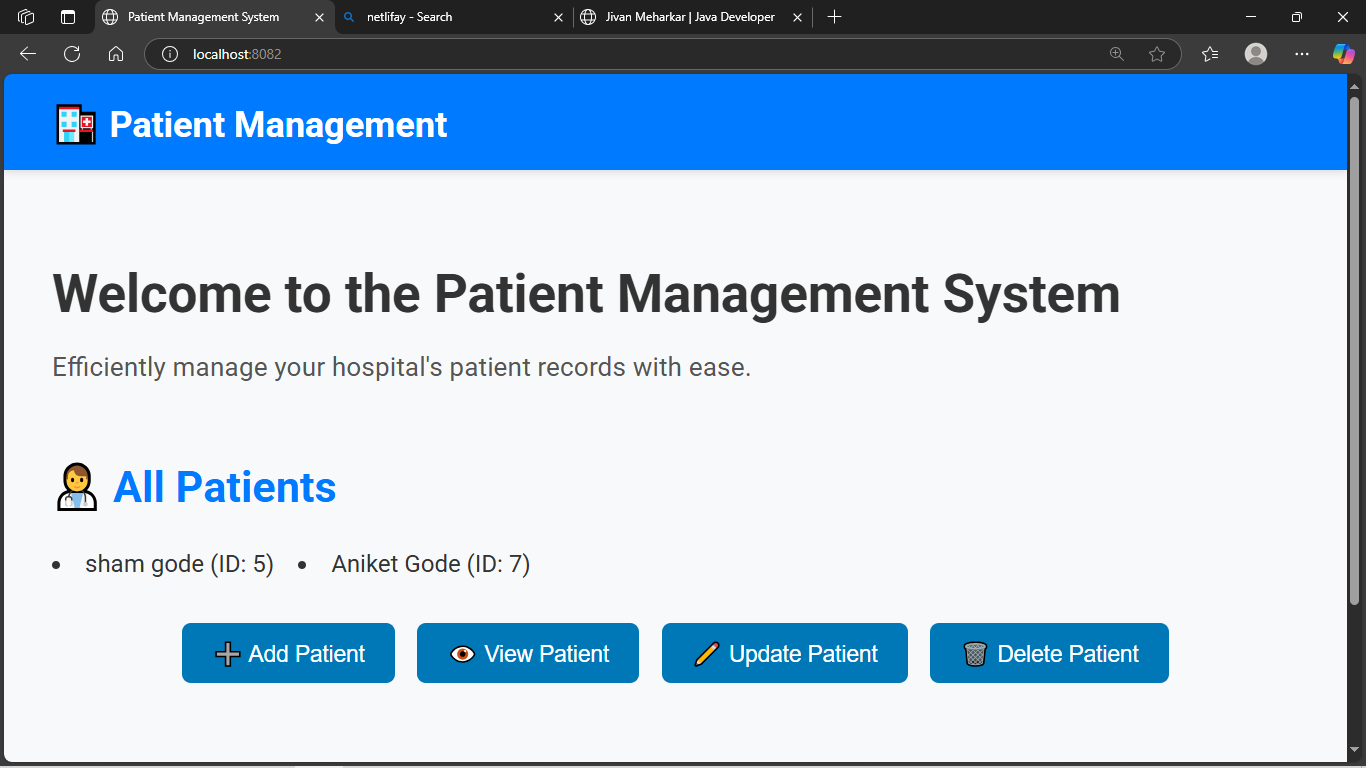 Patient Management System
netlifay - Search
Jivan Meharkar | Java Developer
localhost:8082
Patient Management
Welcome to the Patient Management System
Efficiently manage your hospital's patient records with ease.
All Patients
• sham gode (ID: 5) • Aniket Gode (ID: 7)
Add Patient
View Patient
Update Patient
Delete Patient